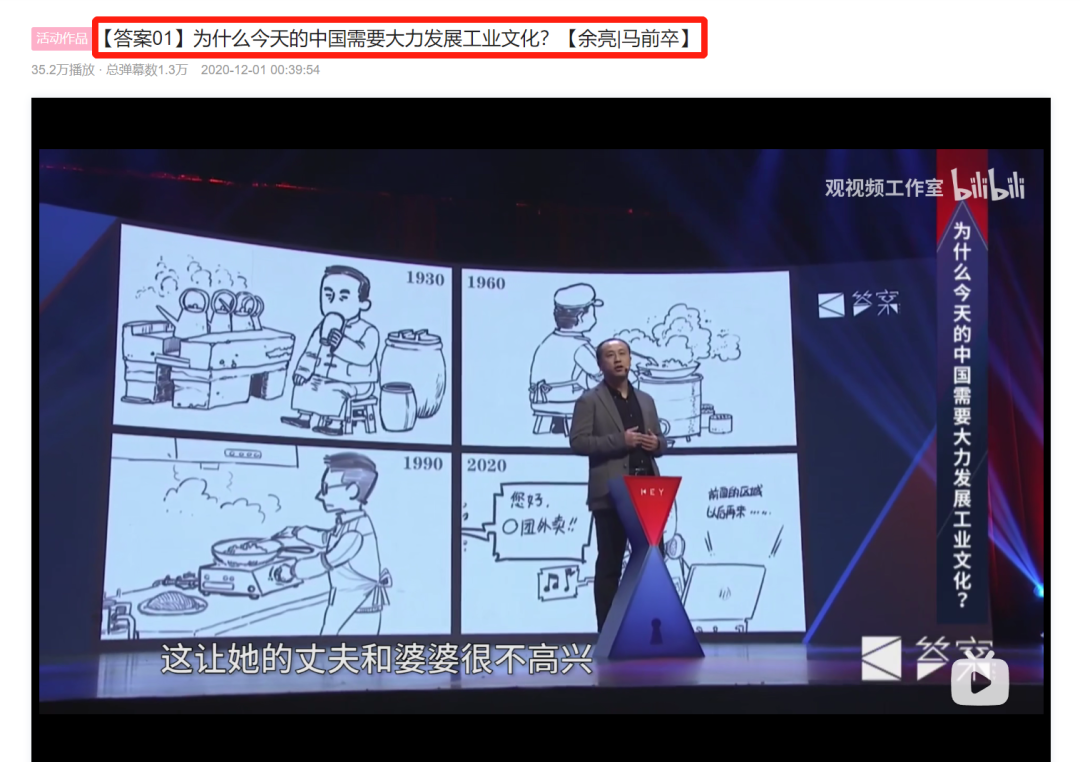 活动作品 【答案01】为什么今天的中国需要大力发展工业文化？【余亮|马前卒】
35.2万播放 · 总弹幕数1.3万 2020-12-01 00:39:54
观视频工作室 bilibili
为什么今天的中国需要大力发展工业文化？
答案
1930
1960
1990
2020
您好,
〇团外卖!!
前面的区域
以后再来……
KEY
这让她的丈夫和婆婆很不高兴
答案